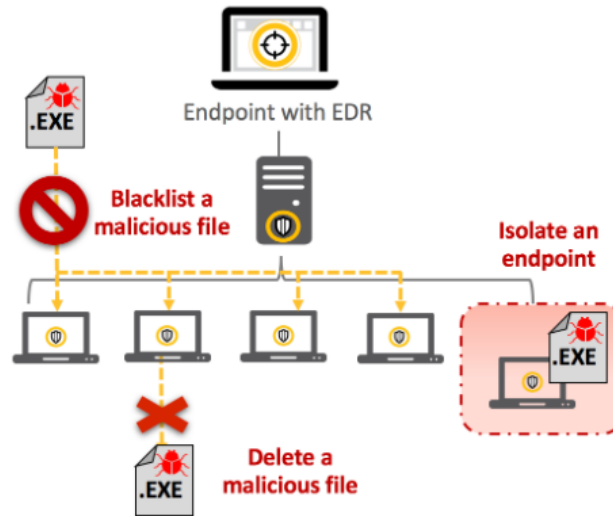 Endpoint with EDR
.EXE
Blacklist a
malicious file
Isolate an
endpoint
.EXE
Delete a
malicious file
.EXE